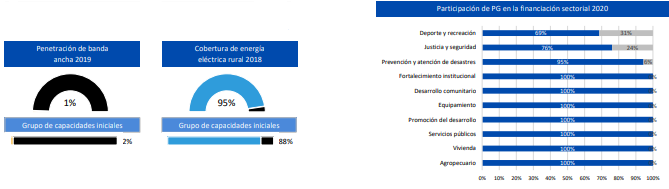 Penetración de banda
ancha 2019
1%
Grupo de capacidades iniciales
2%
Cobertura de energía
eléctrica rural 2018
95%
Grupo de capacidades iniciales
88%
Participación de PG en la financiación sectorial 2020
Deporte y recreación 69% 31%
Justicia y seguridad 76% 24%
Prevención y atención de desastres 95%
Fortalecimiento institucional 100%
Desarrollo comunitario 100%
Equipamiento 100%
Promoción del desarrollo 100%
Servicios públicos 100%
Vivienda 100%
Agropecuario 100%
0% 10% 20% 30% 40% 50% 60% 70% 80% 90% 100%